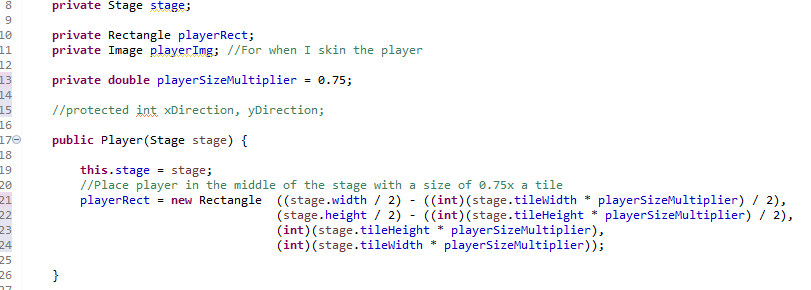 8 private Stage stage;
9
10 private Rectangle playerRect;
11 private Image playerImg; //For when I skin the player
12
13 private double playerSizeMultiplier = 0.75;
14
15 //protected int xDirection, yDirection;
16
17 public Player(Stage stage) {
18
19 this.stage = stage;
20 //Place player in the middle of the stage with a size of 0.75x a tile
21 playerRect = new Rectangle ((stage.width / 2) - ((int)(stage.tileWidth * playerSizeMultiplier) / 2),
22 (stage.height / 2) - ((int)(stage.tileHeight * playerSizeMultiplier) / 2),
23 (int)(stage.tileHeight * playerSizeMultiplier),
24 (int)(stage.tileWidth * playerSizeMultiplier));
25
26 }